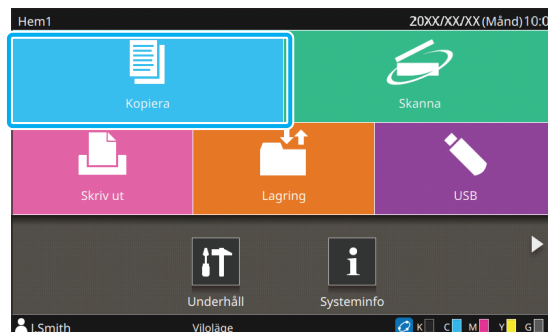 Hem1 20XX/XX/XX (Månd) 10:0
Kopiera Skanna
Skriv ut Lagring USB
Underhåll Systeminfo
J.Smith Viloläge K C M Y G